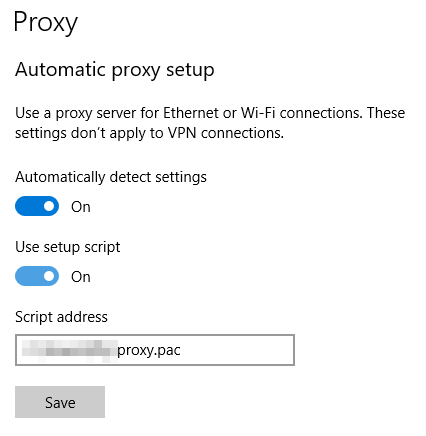 Proxy
Automatic proxy setup
Use a proxy server for Ethernet or Wi-Fi connections. These
settings don't apply to VPN connections.
Automatically detect settings
On
Use setup script
On
Script address
proxy.pac
Save